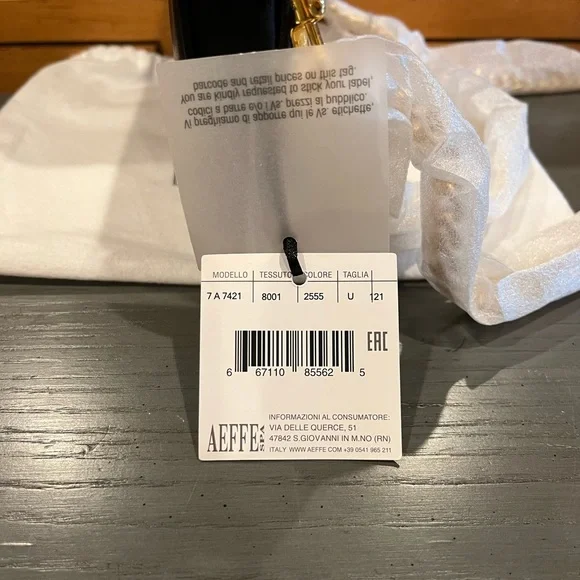 Vi preghiamo di apporre qui le Vs. etichette,
codici a barre e/o i Vs. prezzi al pubblico.
You are kindly requested to stick your label,
barcode and retail prices on this tag.
MODELLO TESSUTO COLORE TAGLIA
7 A 7421 8001 2555 U 121
EAC
6 67110 85562 5
INFORMAZIONI AL CONSUMATORE:
VIA DELLE QUERCE, 51
47842 S.GIOVANNI IN M.NO (RN)
ITALY WWW AEFFE COM +39 0541 965 211
AEFFE SPA